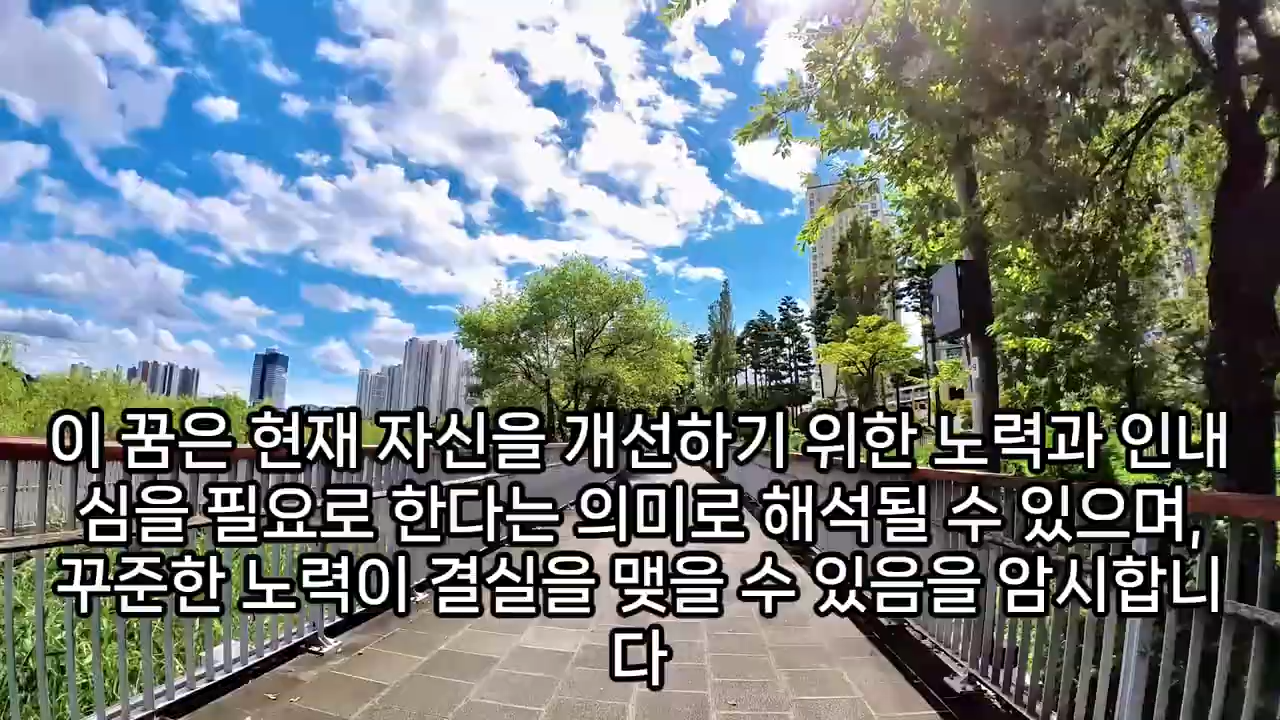 이 꿈은 현재 자신을 개선하기 위한 노력과 인내
심을 필요로 한다는 의미로 해석될 수 있으며,
꾸준한 노력이 결실을 맺을 수 있음을 암시합니
다